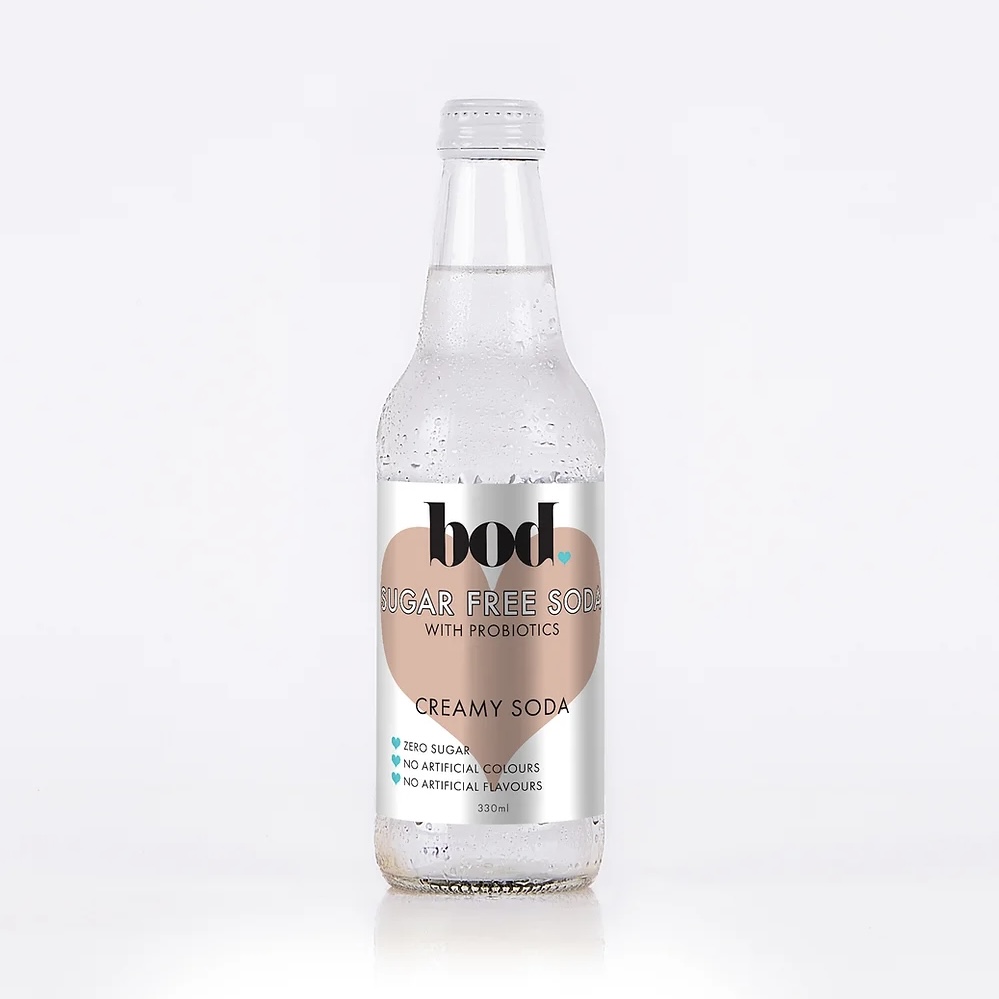 bod.
SUGAR FREE SODA
WITH PROBIOTICS
CREAMY SODA
ZERO SUGAR
NO ARTIFICIAL COLOURS
NO ARTIFICIAL FLAVOURS
330ml